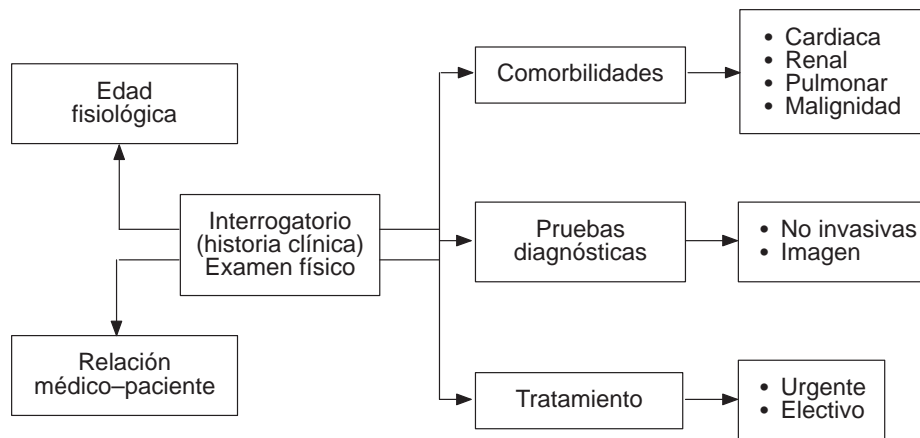 Edad
fisiológica
Interrogatorio
(historia clínica)
Examen físico
Relación
médico–paciente
Comorbilidades
• Cardiaca
• Renal
• Pulmonar
• Malignidad
Pruebas
diagnósticas
• No invasivas
• Imagen
Tratamiento
• Urgente
• Electivo